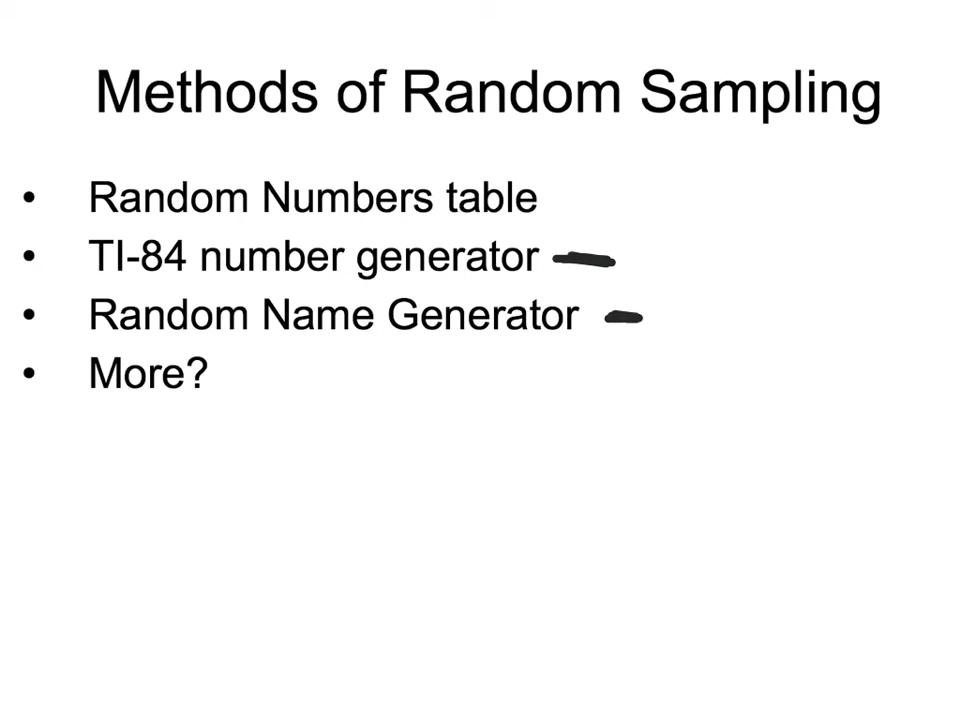 Methods of Random Sampling
• Random Numbers table
• TI-84 number generator
• Random Name Generator
• More?